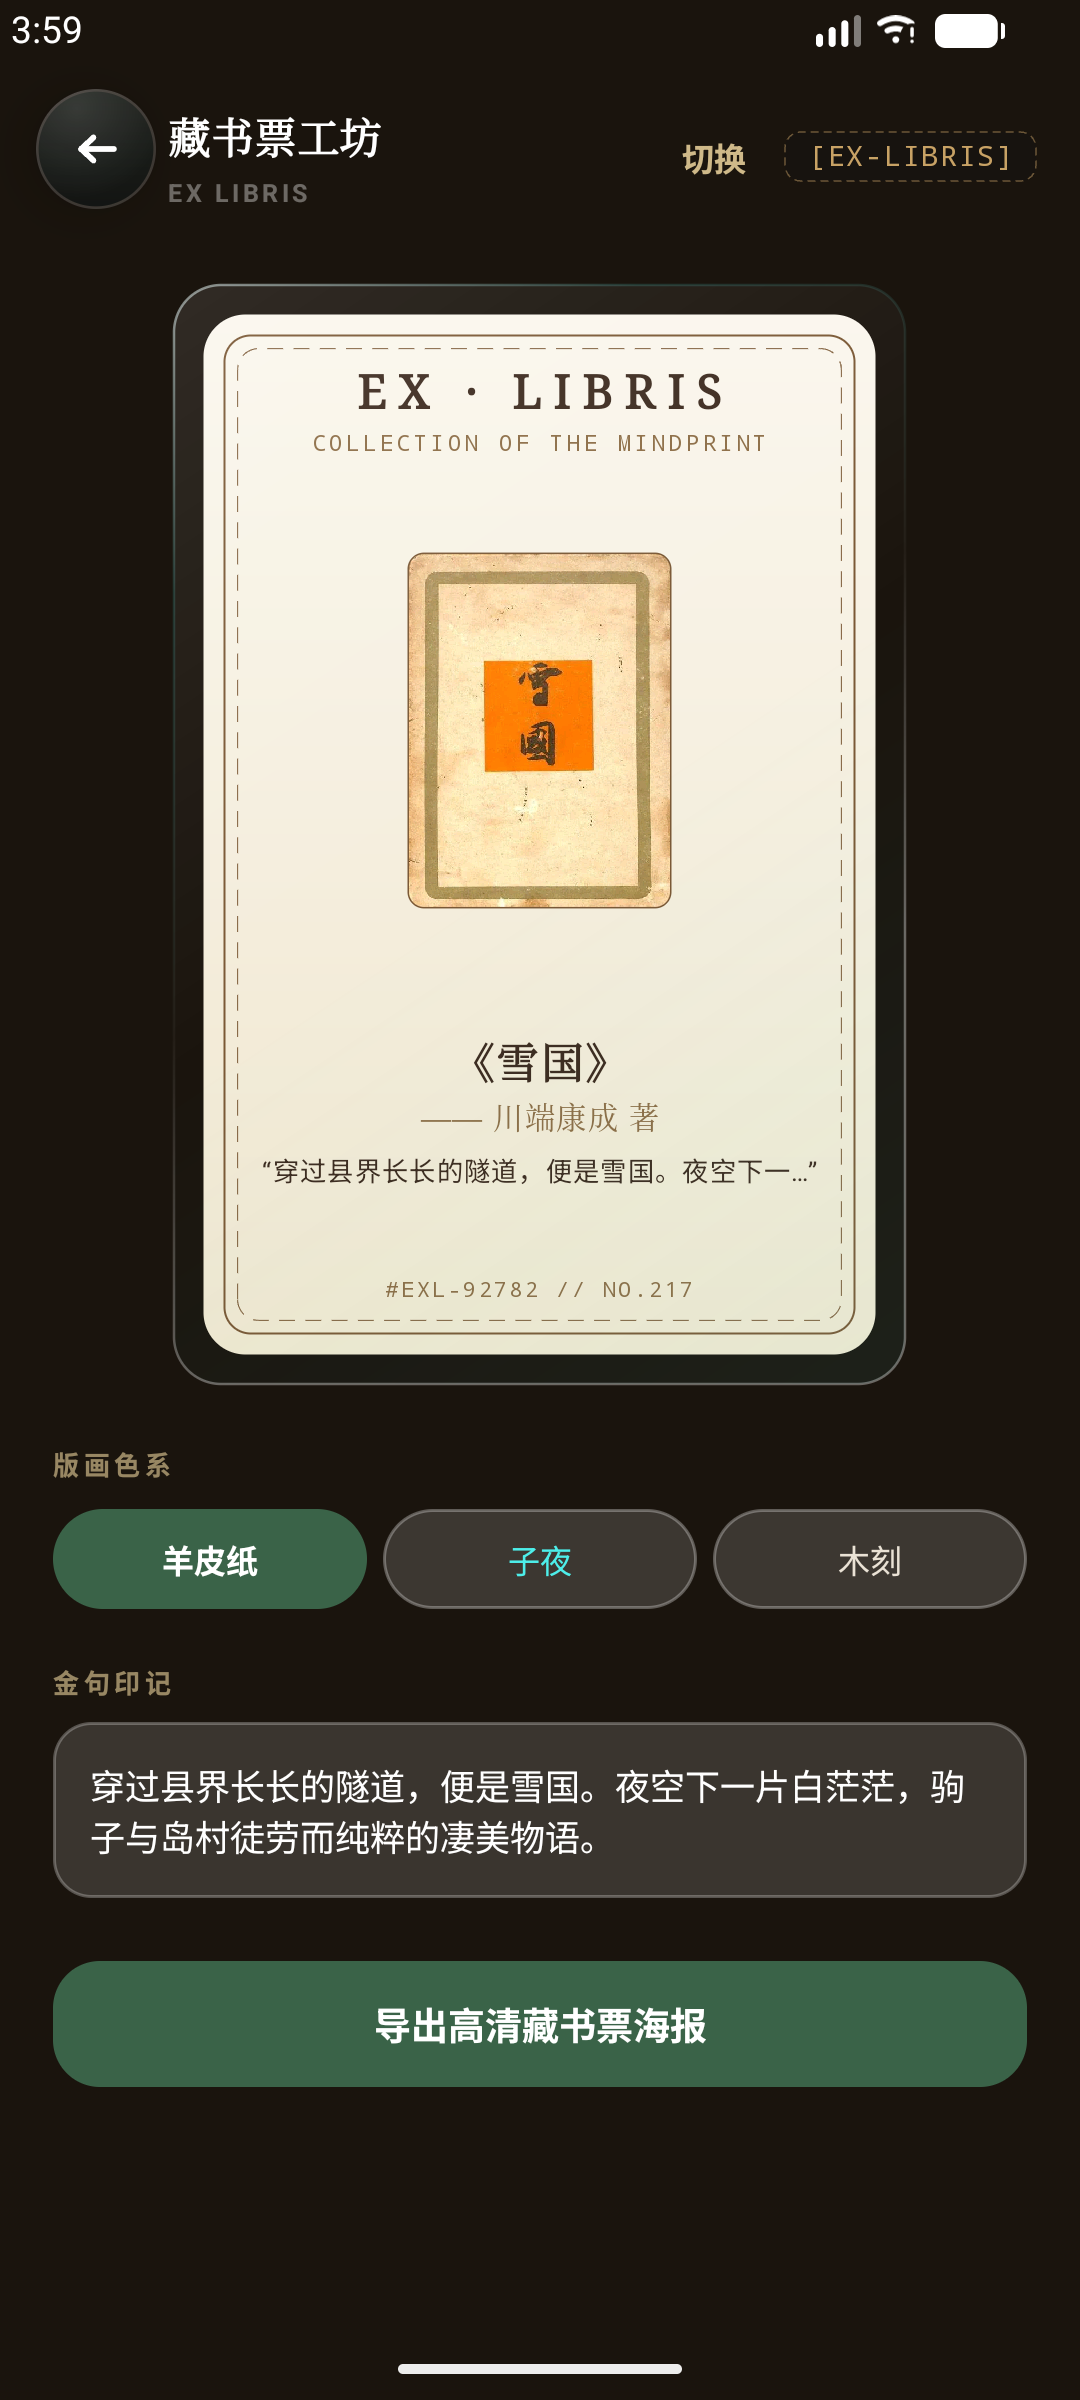 3:59
藏书票工坊
EX LIBRIS
切换
[EX-LIBRIS]
EX · LIBRIS
COLLECTION OF THE MINDPRINT
雪
國
《雪国》
—— 川端康成 著
“穿过县界长长的隧道，便是雪国。夜空下一...”
#EXL-92782 // NO.217
版画色系
羊皮纸
子夜
木刻
金句印记
穿过县界长长的隧道，便是雪国。夜空下一片白茫茫，驹
子与岛村徒劳而纯粹的凄美物语。
导出高清藏书票海报